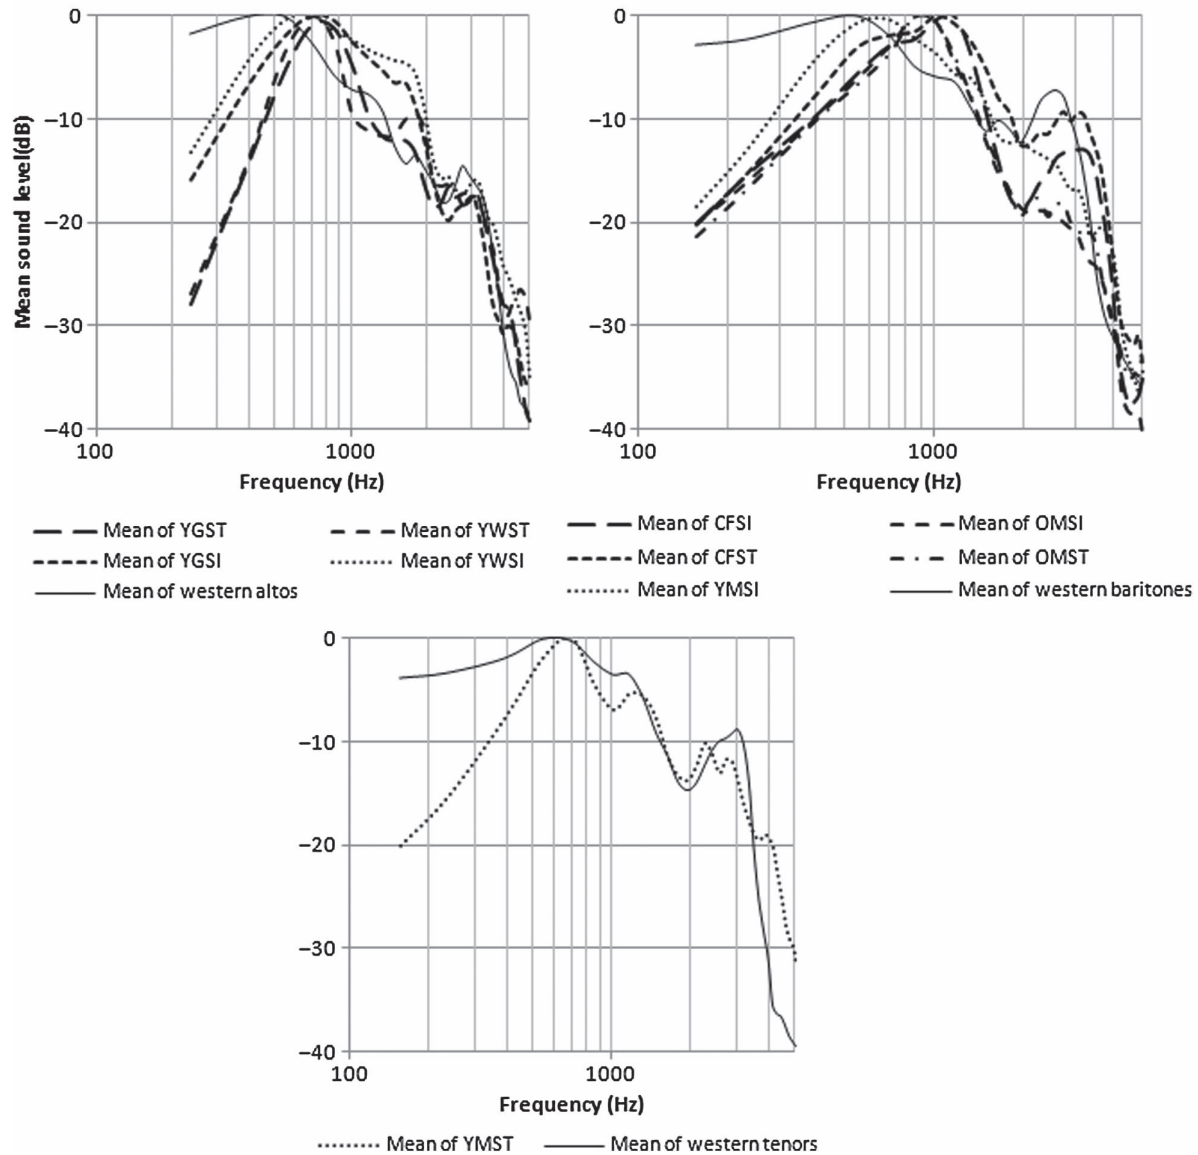 0
0
−10
−10
−20
−20
−30
−30
−40
−40
Mean sound level(dB)
100
1000
100
1000
Frequency (Hz)
Frequency (Hz)
Mean of YGST
Mean of YWST
Mean of YGSI
Mean of YWSI
Mean of western altos
Mean of CFSI
Mean of OMSI
Mean of CFST
Mean of OMST
Mean of YMSI
Mean of western baritones
0
−10
−20
−30
−40
100
1000
Frequency (Hz)
Mean of YMST
Mean of western tenors